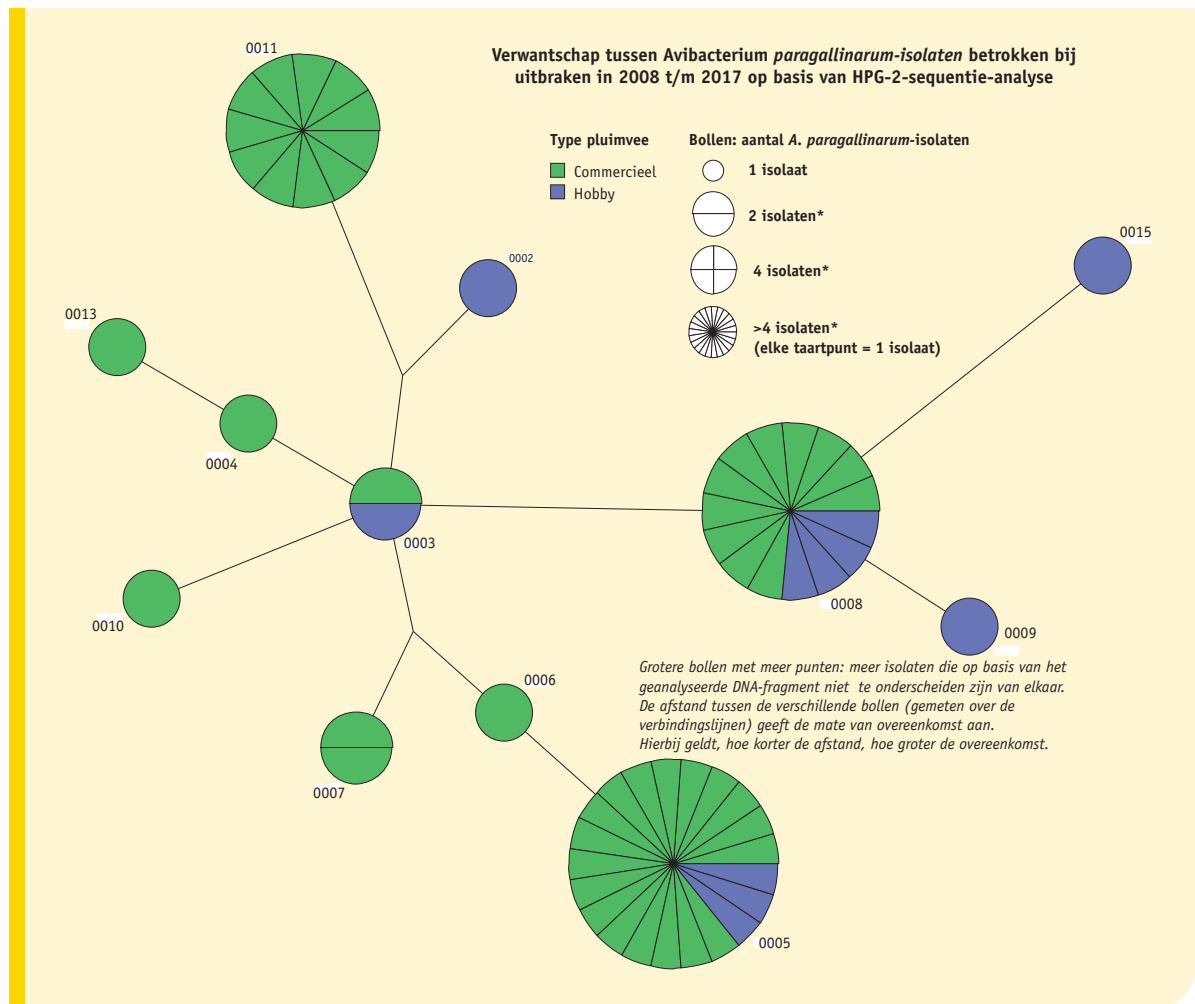 Verwantschap tussen Avibacterium paragallinarum-isolaten betrokken bij
uitbraken in 2008 t/m 2017 op basis van HPG-2-sequentie-analyse
Type pluimvee
Commercieel
Hobby
Bollen: aantal A. paragallinarum-isolaten
1 isolaat
2 isolaten*
4 isolaten*
>4 isolaten*
(elke taartpunt = 1 isolaat)
0011
0002
0015
0013
0004
0003
0008
0010
0009
0006
0007
0005
Grotere bollen met meer punten: meer isolaten die op basis van het
geanalyseerde DNA-fragment niet te onderscheiden zijn van elkaar.
De afstand tussen de verschillende bollen (gemeten over de
verbindingslijnen) geeft de mate van overeenkomst aan.
Hierbij geldt, hoe korter de afstand, hoe groter de overeenkomst.